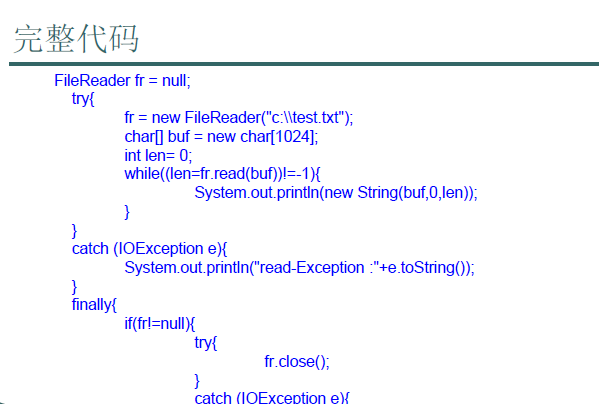 完整代码
FileReader fr = null;
try{
fr = new FileReader("c:\\test.txt");
char[] buf = new char[1024];
int len= 0;
while((len=fr.read(buf))!=-1){
System.out.println(new String(buf,0,len));
}
}
catch (IOException e){
System.out.println("read-Exception :"+e.toString());
}
finally{
if(fr!=null){
try{
fr.close();
}
catch (IOException e){